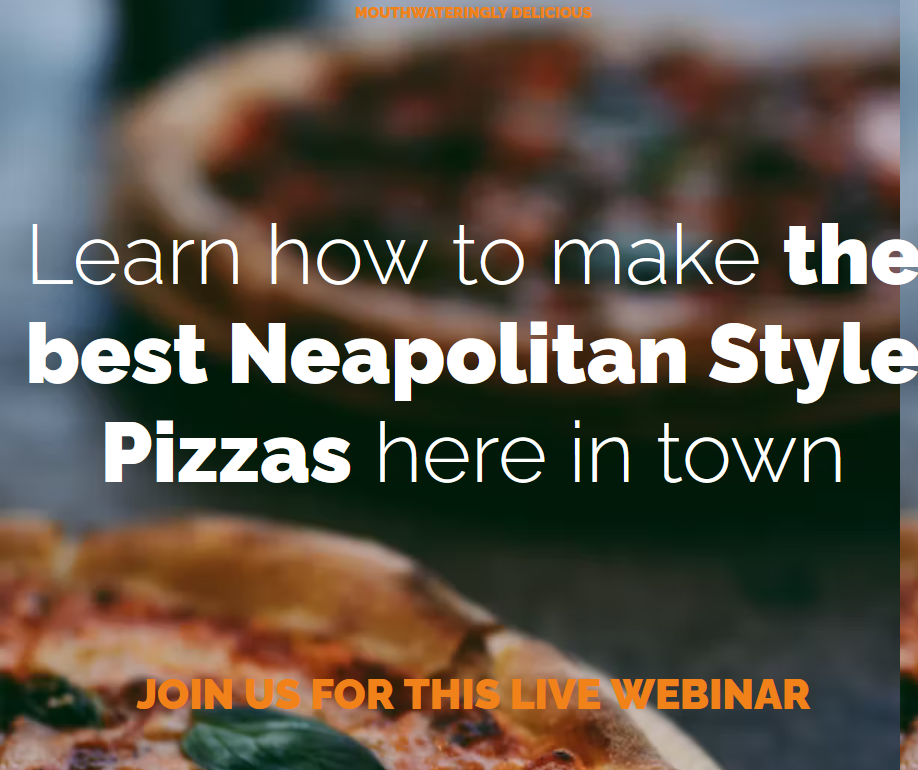 MOUTHWATERINGLY DELICIOUS
Learn how to make the
best Neapolitan Style
Pizzas here in town
JOIN US FOR THIS LIVE WEBINAR